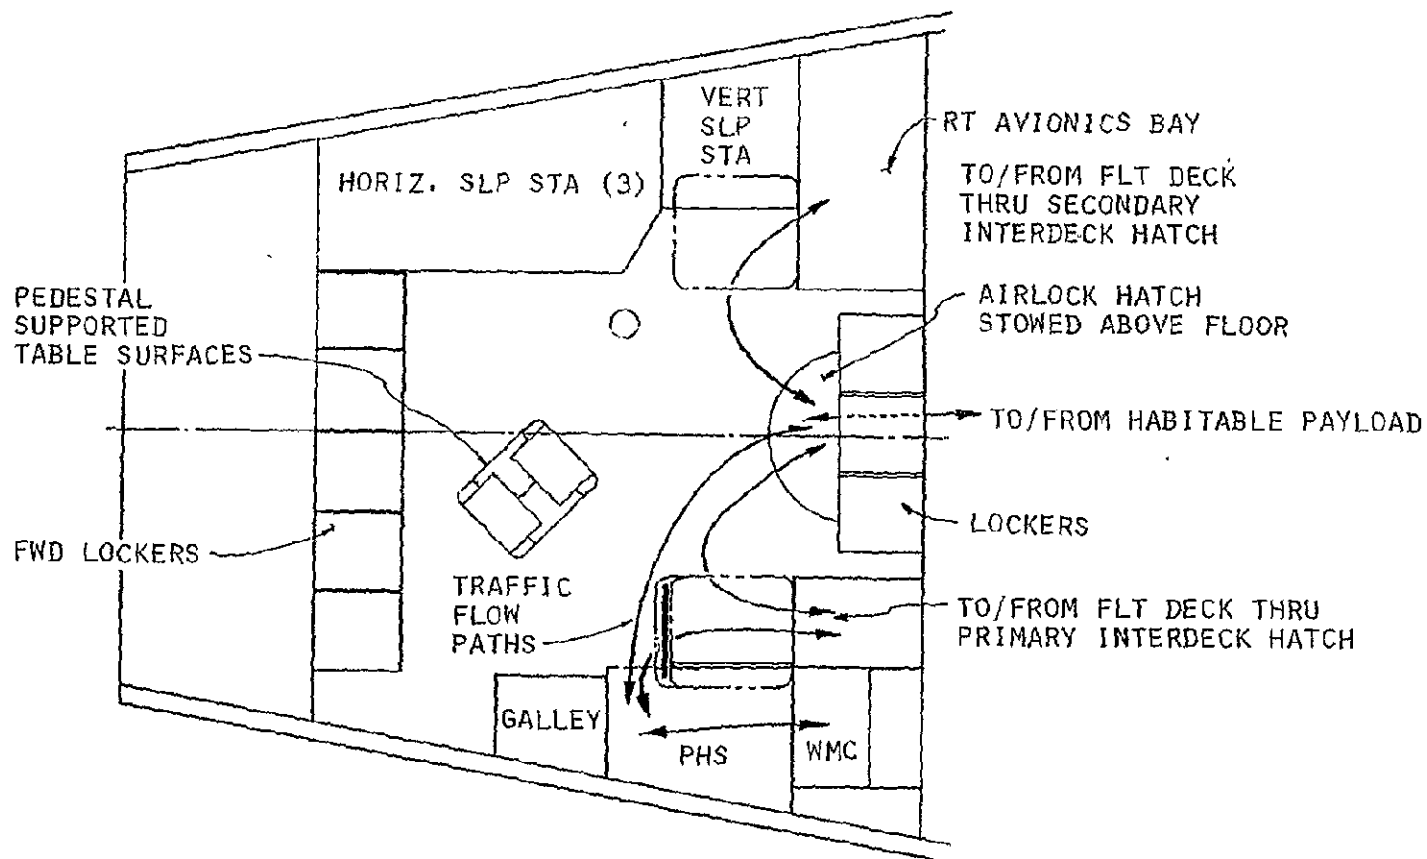 VERT
SLP
STA
HORIZ. SLP STA (3)
RT AVIONICS BAY
TO/FROM FLT DECK
THRU SECONDARY
INTERDECK HATCH
AIRLOCK HATCH
STOWED ABOVE FLOOR
PEDESTAL
SUPPORTED
TABLE SURFACES
TO/FROM HABITABLE PAYLOAD
LOCKERS
FWD LOCKERS
TRAFFIC
FLOW
PATHS
TO/FROM FLT DECK THRU
PRIMARY INTERDECK HATCH
GALLEY
PHS
WMC